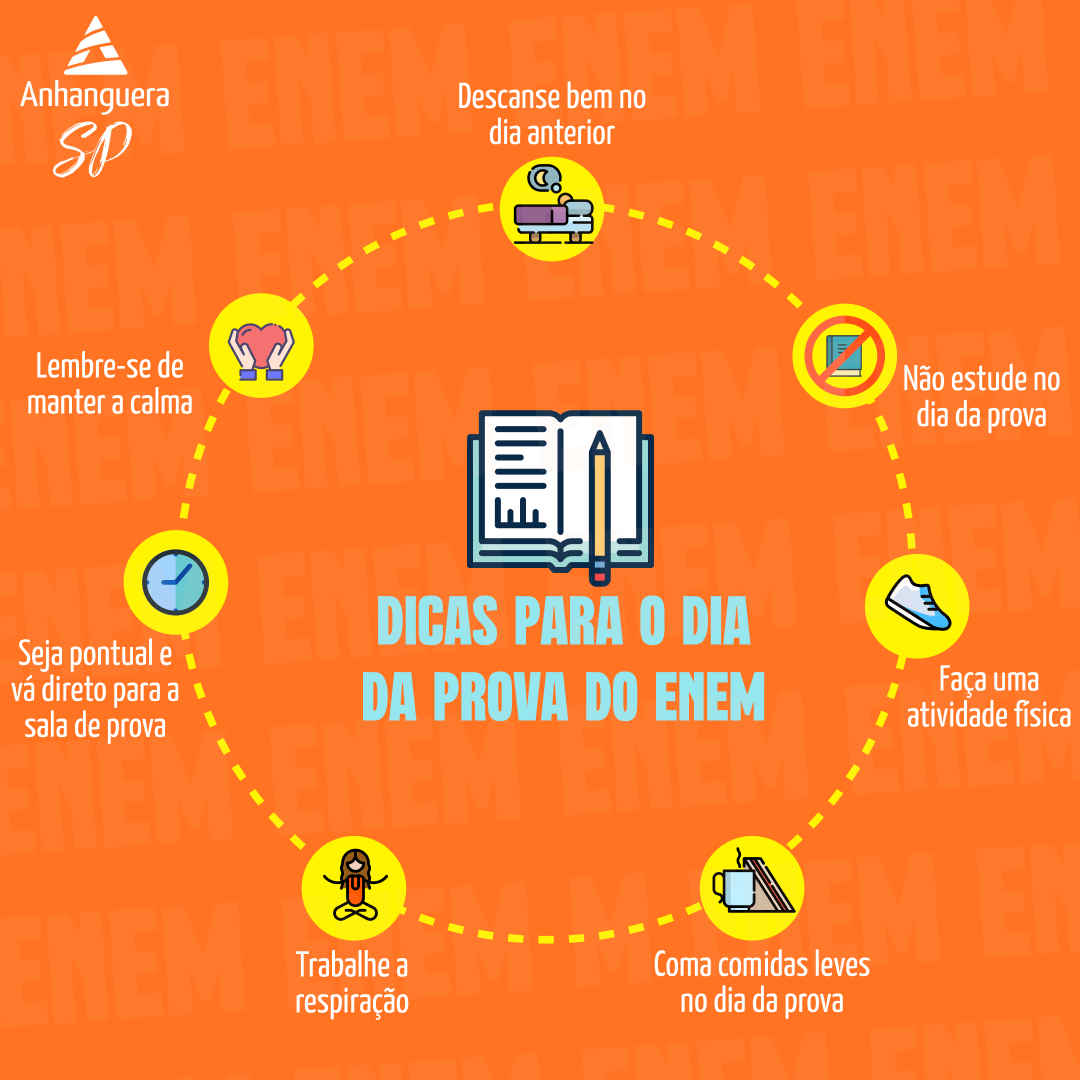 Anhanguera
SP
Descanse bem no
dia anterior
Não estude no
dia da prova
Faça uma
atividade física
Coma comidas leves
no dia da prova
Trabalhe a
respiração
Seja pontual e
vá direto para a
sala de prova
Lembre-se de
manter a calma
DICAS PARA O DIA
DA PROVA DO ENEM